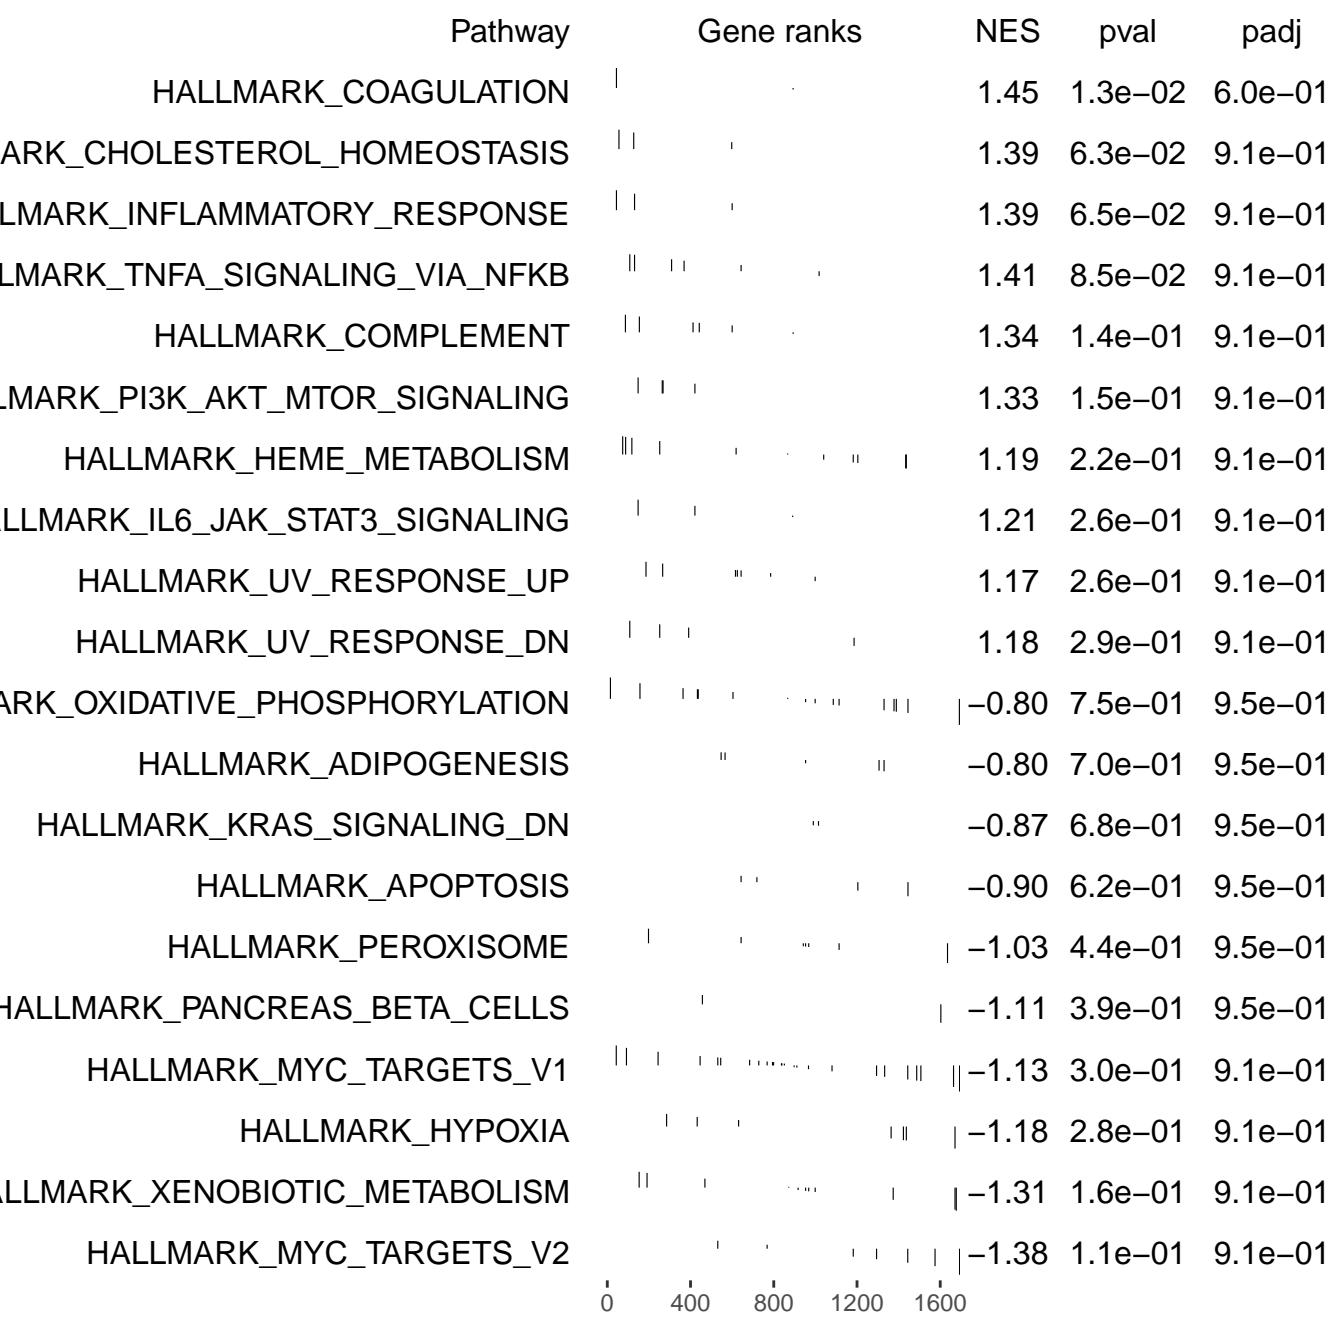 Pathway Gene ranks NES pval padj
HALLMARK_COAGULATION 1.45 1.3e−02 6.0e−01
ARK_CHOLESTEROL_HOMEOSTASIS 1.39 6.3e−02 9.1e−01
LMARK_INFLAMMATORY_RESPONSE 1.39 6.5e−02 9.1e−01
LMARK_TNFA_SIGNALING_VIA_NFKB 1.41 8.5e−02 9.1e−01
HALLMARK_COMPLEMENT 1.34 1.4e−01 9.1e−01
LMARK_PI3K_AKT_MTOR_SIGNALING 1.33 1.5e−01 9.1e−01
HALLMARK_HEME_METABOLISM 1.19 2.2e−01 9.1e−01
LLMARK_IL6_JAK_STAT3_SIGNALING 1.21 2.6e−01 9.1e−01
HALLMARK_UV_RESPONSE_UP 1.17 2.6e−01 9.1e−01
HALLMARK_UV_RESPONSE_DN 1.18 2.9e−01 9.1e−01
ARK_OXIDATIVE_PHOSPHORYLATION −0.80 7.5e−01 9.5e−01
HALLMARK_ADIPOGENESIS −0.80 7.0e−01 9.5e−01
HALLMARK_KRAS_SIGNALING_DN −0.87 6.8e−01 9.5e−01
HALLMARK_APOPTOSIS −0.90 6.2e−01 9.5e−01
HALLMARK_PEROXISOME −1.03 4.4e−01 9.5e−01
HALLMARK_PANCREAS_BETA_CELLS −1.11 3.9e−01 9.5e−01
HALLMARK_MYC_TARGETS_V1 −1.13 3.0e−01 9.1e−01
HALLMARK_HYPOXIA −1.18 2.8e−01 9.1e−01
ALLMARK_XENOBIOTIC_METABOLISM −1.31 1.6e−01 9.1e−01
HALLMARK_MYC_TARGETS_V2 −1.38 1.1e−01 9.1e−01
0 400 800 1200 1600